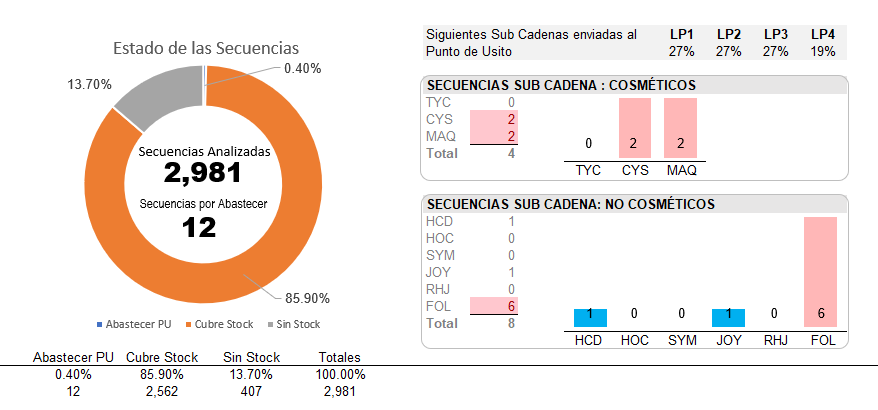 Estado de las Secuencias
0.40%
13.70%
Secuencias Analizadas
2,981
Secuencias por Abastecer
12
85.90%
Abastecer PU Cubre Stock Sin Stock
Abastecer PU Cubre Stock Sin Stock Totales
0.40% 85.90% 13.70% 100.00%
12 2,562 407 2,981
Siguientes Sub Cadenas enviadas al LP1 LP2 LP3 LP4
Punto de Usito 27% 27% 27% 19%
SECUENCIAS SUB CADENA : COSMÉTICOS
TYC 0
CYS 2
MAQ 2
Total 4
0 2 2
TYC CYS MAQ
SECUENCIAS SUB CADENA: NO COSMÉTICOS
HCD 1
HOC 0
SYM 0
JOY 1
RHJ 0
FOL 6
Total 8
1 0 0 1 0 6
HCD HOC SYM JOY RHJ FOL